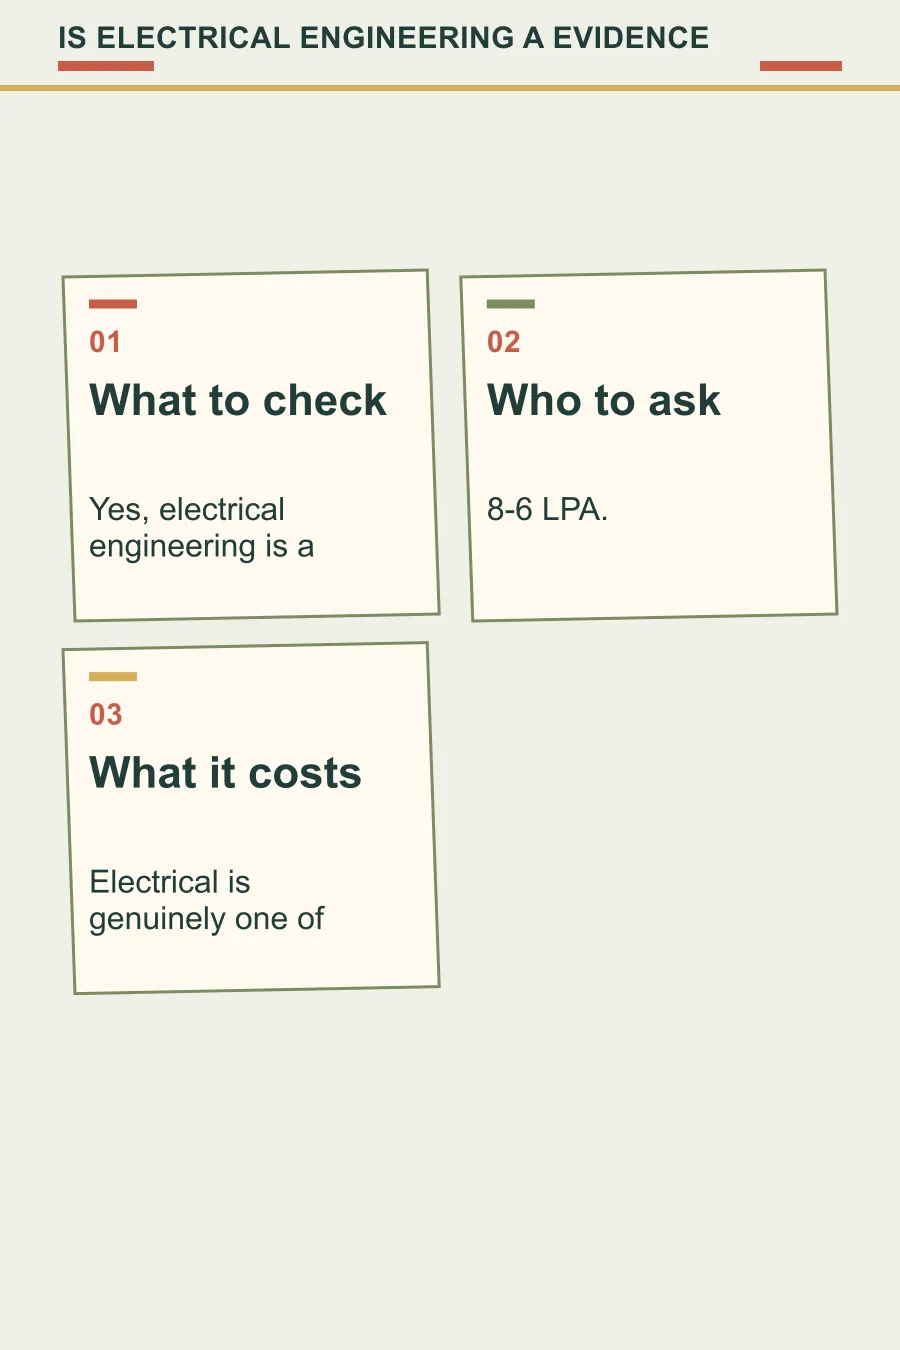 IS ELECTRICAL ENGINEERING A EVIDENCE
01
What to check
Yes, electrical
engineering is a
02
Who to ask
8-6 LPA.
03
What it costs
Electrical is
genuinely one of